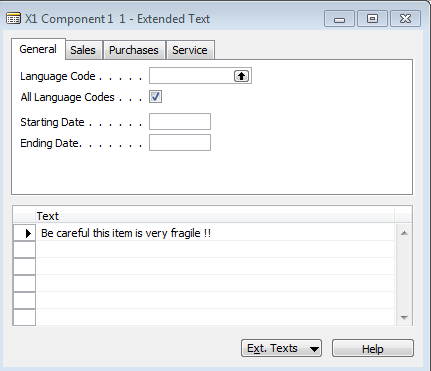 X1 Component 1 1 - Extended Text
General Sales Purchases Service
Language Code . . . . .
All Language Codes . . .
Starting Date . . . . . .
Ending Date. . . . . . .
Text
Be careful this item is very fragile !!
Ext. Texts Help